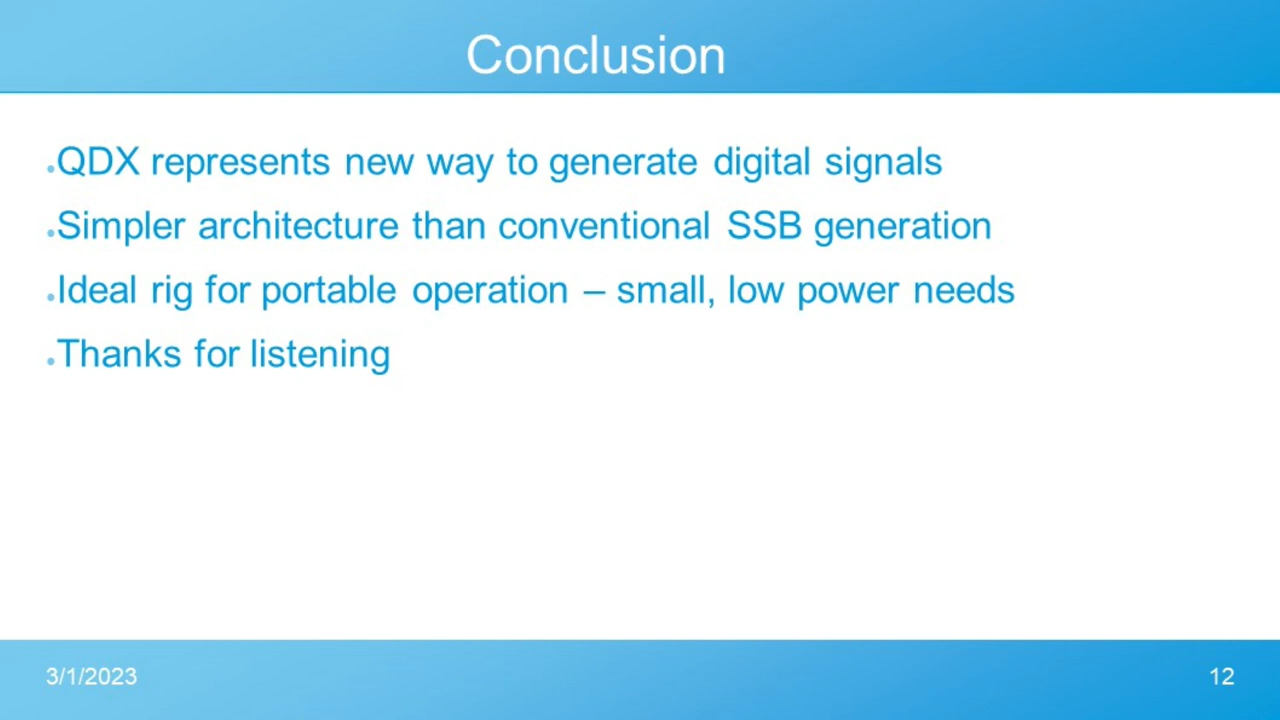 Conclusion
•QDX represents new way to generate digital signals
•Simpler architecture than conventional SSB generation
•Ideal rig for portable operation – small, low power needs
•Thanks for listening
3/1/2023
12